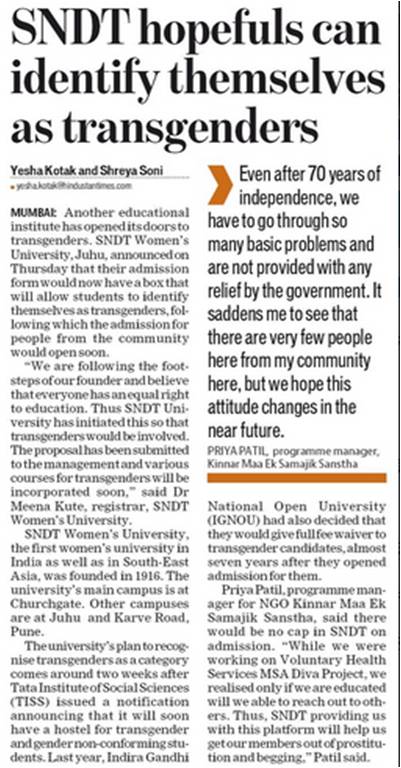 SNDT hopefuls can
identify themselves
as transgenders
Yesha Kotak and Shreya Soni
yesha.kotak@hindustantimes.com
MUMBAI: Another educational
institute has opened its doors to
transgenders. SNDT Women's
University, Juhu, announced on
Thursday that their admission
form would now have a box that
will allow students to identify
themselves as transgenders, fol-
lowing which the admission for
people from the community
would open soon.
"We are following the foot-
steps of our founder and believe
that everyone has an equal right
to education. Thus SNDT Uni-
versity has initiated this so that
transgenders would be involved.
The proposal has been submitted
to the management and various
courses for transgenders will be
incorporated soon," said Dr
Meena Kute, registrar, SNDT
Women's University.
SNDT Women's University,
the first women's university in
India as well as in South-East
Asia, was founded in 1916. The
university's main campus is at
Churchgate. Other campuses
are at Juhu and Karve Road,
Pune.
The university's plan to recog-
nise transgenders as a category
comes around two weeks after
Tata Institute of Social Sciences
(TISS) issued a notification
announcing that it will soon
have a hostel for transgender
and gender non-conforming stu-
dents. Last year, Indira Gandhi
Even after 70 years of
independence, we
have to go through so
many basic problems and
are not provided with any
relief by the government. It
saddens me to see that
there are very few people
here from my community
here, but we hope this
attitude changes in the
near future.
PRIYA PATIL, programme manager,
Kinnar Maa Ek Samajik Sanstha
National Open University
(IGNOU) had also decided that
they would give full fee waiver to
transgender candidates, almost
seven years after they opened
admission for them.
Priya Patil, programme man-
ager for NGO Kinnar Maa Ek
Samajik Sanstha, said there
would be no cap in SNDT on
admission. "While we were
working on Voluntary Health
Services MSA Diva Project, we
realised only if we are educated
will we be able to reach out to oth-
ers. Thus, SNDT providing us
with this platform will help us
get our members out of prostitu-
tion and begging," Patil said.